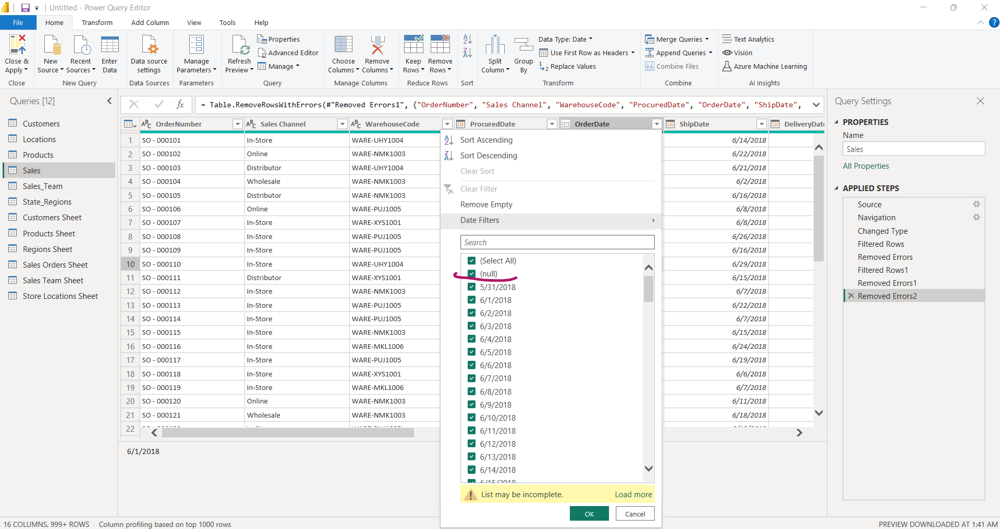 Untitled - Power Query Editor
File Home Transform Add Column View Tools Help
Close & Apply
Close
New Source
Recent Sources
Enter Data
New Query
Data source settings
Data Sources
Manage Parameters
Parameters
Refresh Preview
Properties
Advanced Editor
Manage
Query
Choose Columns
Remove Columns
Manage Columns
Keep Rows
Remove Rows
Reduce Rows
Sort
Split Column
Group By
Data Type: Date
Use First Row as Headers
Replace Values
Transform
Merge Queries
Append Queries
Combine Files
Combine
Text Analytics
Vision
Azure Machine Learning
AI Insights
Queries [12]
Customers
Locations
Products
Sales
Sales_Team
State_Regions
Customers Sheet
Products Sheet
Regions Sheet
Sales Orders Sheet
Sales Team Sheet
Store Locations Sheet
fx = Table.RemoveRowsWithErrors(#"Removed Errors1", {"OrderNumber", "Sales Channel", "WarehouseCode", "ProcuredDate", "OrderDate", "ShipDate",
OrderNumber Sales Channel WarehouseCode ProcuredDate OrderDate ShipDate DeliveryDate
1 SO - 000101 In-Store WARE-UHY1004 6/14/2018
2 SO - 000102 Online WARE-NMK1003 6/22/2018
3 SO - 000103 Distributor WARE-UHY1004 6/21/2018
4 SO - 000104 Wholesale WARE-NMK1003 6/2/2018
5 SO - 000105 Distributor WARE-NMK1003 6/16/2018
6 SO - 000106 Online WARE-PUJ1005 6/8/2018
7 SO - 000107 In-Store WARE-XYS1001 6/8/2018
8 SO - 000108 In-Store WARE-PUJ1005 6/26/2018
9 SO - 000109 In-Store WARE-PUJ1005 6/16/2018
10 SO - 000110 In-Store WARE-UHY1004 6/29/2018
11 SO - 000111 Distributor WARE-XYS1001 6/15/2018
12 SO - 000112 In-Store WARE-NMK1003 6/7/2018
13 SO - 000113 In-Store WARE-PUJ1005 6/22/2018
14 SO - 000114 In-Store WARE-PUJ1005 6/7/2018
15 SO - 000115 In-Store WARE-NMK1003 6/15/2018
16 SO - 000116 In-Store WARE-MKL1006 6/24/2018
17 SO - 000117 In-Store WARE-PUJ1005 6/19/2018
18 SO - 000118 In-Store WARE-XYS1001 6/6/2018
19 SO - 000119 In-Store WARE-MKL1006 6/7/2018
20 SO - 000120 Online WARE-NMK1003 6/11/2018
21 SO - 000121 Wholesale WARE-NMK1003 6/18/2018
22
6/1/2018
Sort Ascending
Sort Descending
Clear Sort
Clear Filter
Remove Empty
Date Filters
Search
(Select All)
(null)
5/31/2018
6/1/2018
6/2/2018
6/3/2018
6/4/2018
6/5/2018
6/6/2018
6/7/2018
6/8/2018
6/9/2018
6/10/2018
6/11/2018
6/12/2018
6/13/2018
6/14/2018
6/15/2018
List may be incomplete. Load more
OK Cancel
Query Settings
PROPERTIES
Name
Sales
All Properties
APPLIED STEPS
Source
Navigation
Changed Type
Filtered Rows
Removed Errors
Filtered Rows1
Removed Errors1
Removed Errors2
16 COLUMNS, 999+ ROWS Column profiling based on top 1000 rows PREVIEW DOWNLOADED AT 1:41 AM